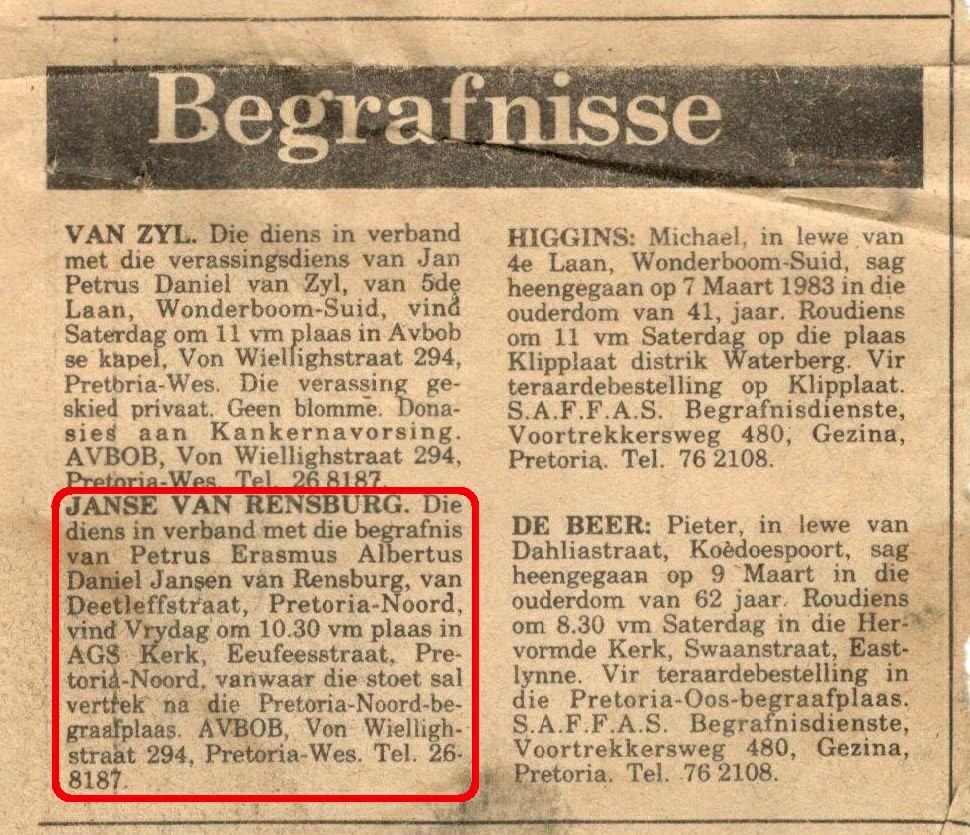 Begrafnisse
VAN ZYL. Die diens in verband
met die verassingsdiens van Jan
Petrus Daniel van Zyl, van 5de
Laan, Wonderboom-Suid, vind
Saterdag om 11 vm plaas in Avbob
se kapel, Von Wiellighstraat 294,
Pretoria-Wes. Die verassing ge-
skied privaat. Geen blomme. Dona-
sies aan Kankernavorsing.
AVBOB, Von Wiellighstraat 294,
Pretoria-Wes. Tel. 26 8187.
JANSE VAN RENSBURG. Die
diens in verband met die begrafnis
van Petrus Erasmus Albertus
Daniel Jansen van Rensburg, van
Deetleffstraat, Pretoria-Noord,
vind Vrydag om 10.30 vm plaas in
AGS Kerk, Eeufeesstraat, Pre-
toria-Noord, vanwaar die stoet sal
vertrek na die Pretoria-Noord-be-
graafplaas. AVBOB, Von Wielligh-
straat 294, Pretoria-Wes. Tel. 26-
8187.
HIGGINS: Michael, in lewe van
4e Laan, Wonderboom-Suid, sag
heengegaan op 7 Maart 1983 in die
ouderdom van 41, jaar. Roudiens
om 11 vm Saterdag op die plaas
Klipplaat distrik Waterberg. Vir
teraardebestelling op Klipplaat.
S.A.F.F.A.S. Begrafnisdienste,
Voortrekkersweg 480, Gezina,
Pretoria. Tel. 76 2108.
DE BEER: Pieter, in lewe van
Dahliastraat, Koedoespoort, sag
heengegaan op 9 Maart in die
ouderdom van 62 jaar. Roudiens
om 8.30 vm Saterdag in die Her-
vormde Kerk, Swaanstraat, East-
lynne. Vir teraardebestelling in
die Pretoria-Oos-begraafplaas.
S.A.F.F.A.S. Begrafnisdienste,
Voortrekkersweg 480, Gezina,
Pretoria. Tel. 76 2108.